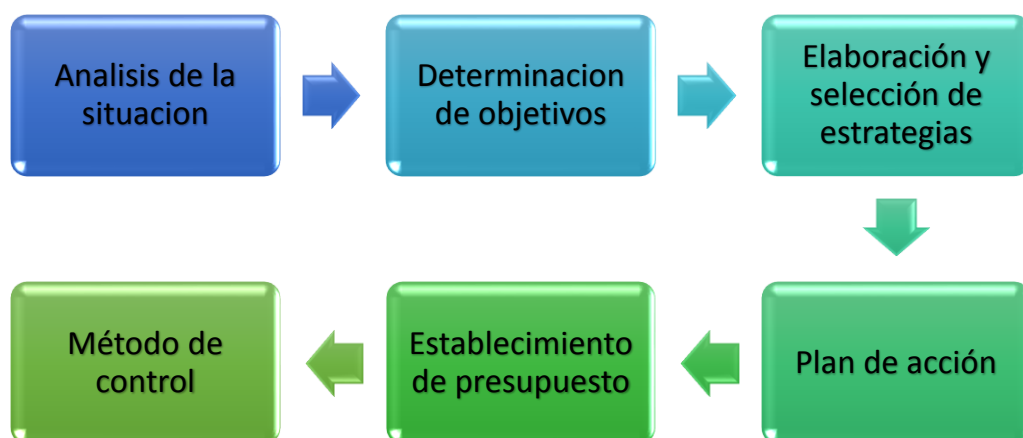 Analisis de la
situacion
Determinacion
de objetivos
Elaboración y
selección de
estrategias
Plan de acción
Establecimiento
de presupuesto
Método de
control